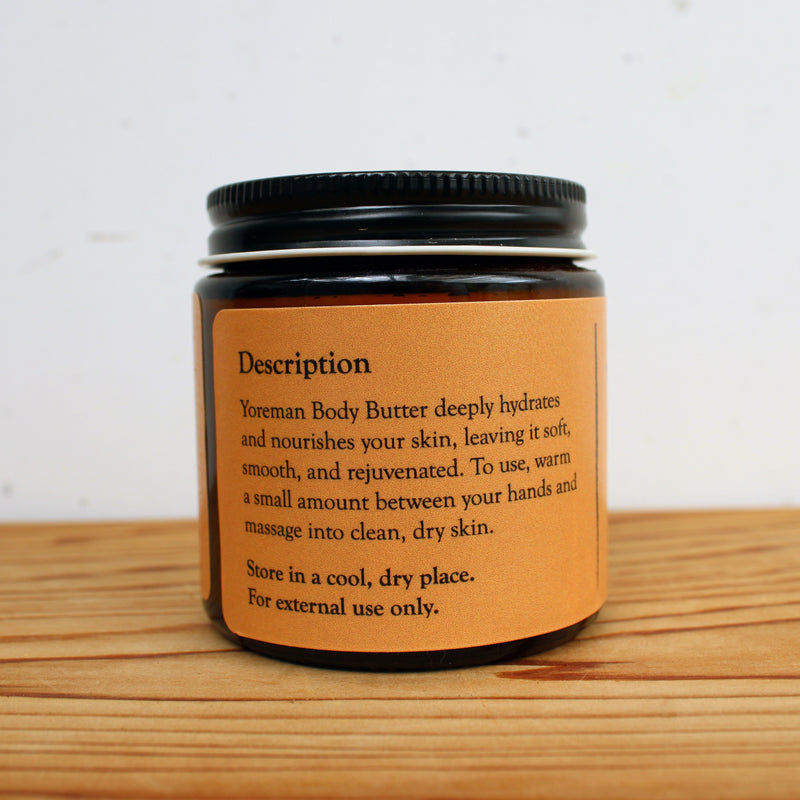 Description
Yoreman Body Butter deeply hydrates
and nourishes your skin, leaving it soft,
smooth, and rejuvenated. To use, warm
a small amount between your hands and
massage into clean, dry skin.
Store in a cool, dry place.
For external use only.